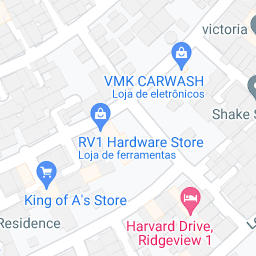 victoria
VMK CARWASH
Loja de eletrônicos
Shake S
RV1 Hardware Store
Loja de ferramentas
King of A's Store
Residence
Harvard Drive,
Ridgeview 1